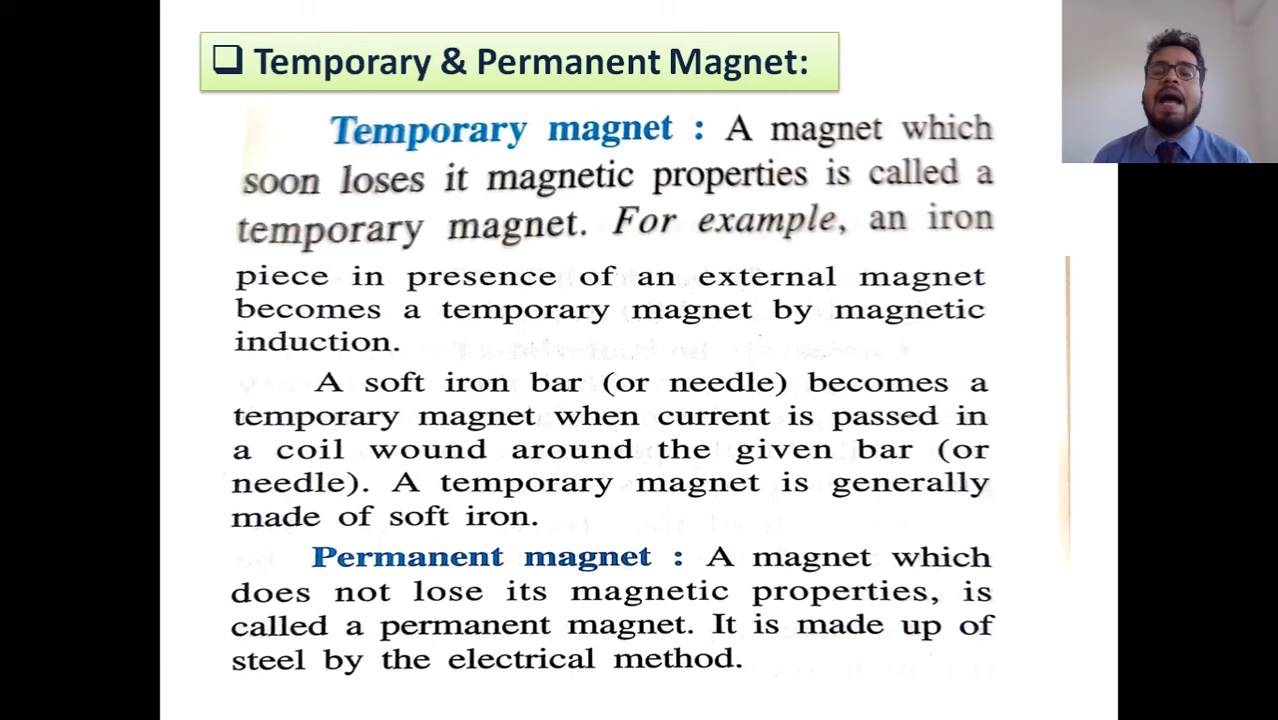 ❑ Temporary & Permanent Magnet:
Temporary magnet : A magnet which
soon loses it magnetic properties is called a
temporary magnet. For example, an iron
piece in presence of an external magnet
becomes a temporary magnet by magnetic
induction.
A soft iron bar (or needle) becomes a
temporary magnet when current is passed in
a coil wound around the given bar (or
needle). A temporary magnet is generally
made of soft iron.
Permanent magnet : A magnet which
does not lose its magnetic properties, is
called a permanent magnet. It is made up of
steel by the electrical method.